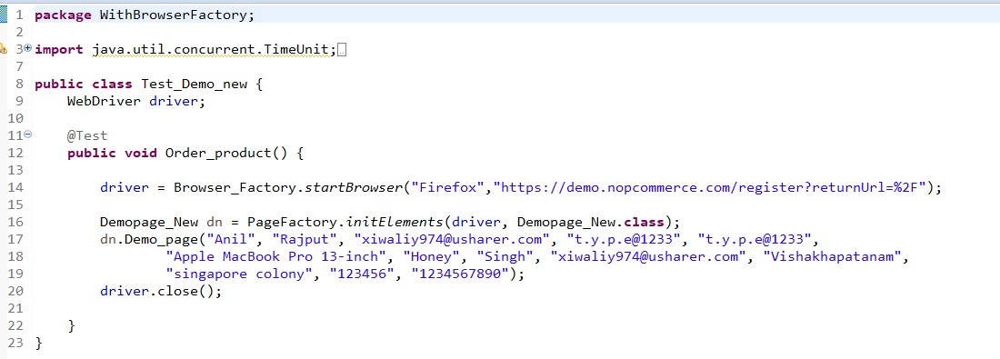 1 package WithBrowserFactory;
2
3 import java.util.concurrent.TimeUnit;
7
8 public class Test_Demo_new {
9 WebDriver driver;
10
11 @Test
12 public void Order_product() {
13
14 driver = Browser_Factory.startBrowser("Firefox","https://demo.nopcommerce.com/register?returnUrl=%2F");
15
16 Demopage_New dn = PageFactory.initElements(driver, Demopage_New.class);
17 dn.Demo_page("Anil", "Rajput", "xiwaliy974@usharer.com", "t.y.p.e@1233", "t.y.p.e@1233",
18 "Apple MacBook Pro 13-inch", "Honey", "Singh", "xiwaliy974@usharer.com", "Vishakhapatanam",
19 "singapore colony", "123456", "1234567890");
20 driver.close();
21
22 }
23 }